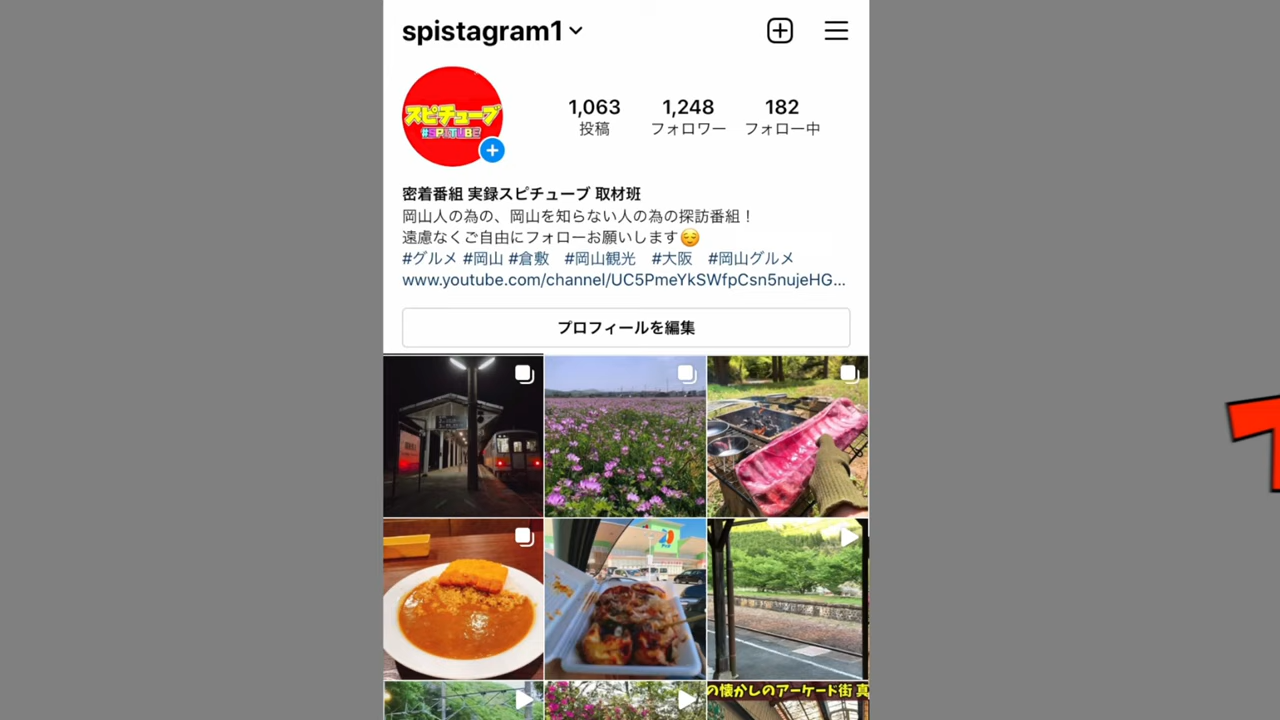 spistagram1
スピチューブ
#SPITUBE
1,063
投稿
1,248
フォロワー
182
フォロー中
密着番組 実録スピチューブ 取材班
岡山人の為の、岡山を知らない人の為の探訪番組！
遠慮なくご自由にフォローお願いします😌
#グルメ #岡山 #倉敷　#岡山観光　#大阪　#岡山グルメ
www.youtube.com/channel/UC5PmeYkSWfpCsn5nujeHG...
プロフィールを編集
の懐かしのアーケード街 真